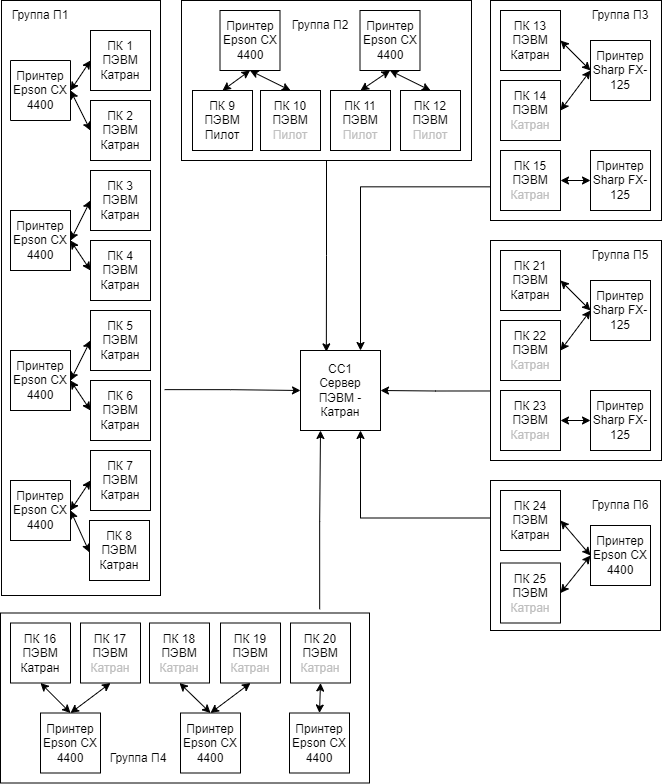 Группа П1
Принтер
Epson CX
4400
ПК 1
ПЭВМ
Катран
ПК 2
ПЭВМ
Катран
Принтер
Epson CX
4400
ПК 3
ПЭВМ
Катран
ПК 4
ПЭВМ
Катран
Принтер
Epson CX
4400
ПК 5
ПЭВМ
Катран
ПК 6
ПЭВМ
Катран
Принтер
Epson CX
4400
ПК 7
ПЭВМ
Катран
ПК 8
ПЭВМ
Катран
Группа П2
Принтер
Epson CX
4400
Принтер
Epson CX
4400
ПК 9
ПЭВМ
Пилот
ПК 10
ПЭВМ
Пилот
ПК 11
ПЭВМ
Пилот
ПК 12
ПЭВМ
Пилот
Группа П3
ПК 13
ПЭВМ
Катран
ПК 14
ПЭВМ
Катран
Принтер
Sharp FX-
125
ПК 15
ПЭВМ
Катран
Принтер
Sharp FX-
125
СС1
Сервер
ПЭВМ -
Катран
Группа П5
ПК 21
ПЭВМ
Катран
ПК 22
ПЭВМ
Катран
Принтер
Sharp FX-
125
ПК 23
ПЭВМ
Катран
Принтер
Sharp FX-
125
Группа П6
ПК 24
ПЭВМ
Катран
ПК 25
ПЭВМ
Катран
Принтер
Epson CX
4400
ПК 16
ПЭВМ
Катран
ПК 17
ПЭВМ
Катран
ПК 18
ПЭВМ
Катран
ПК 19
ПЭВМ
Катран
ПК 20
ПЭВМ
Катран
Принтер
Epson CX
4400
Группа П4
Принтер
Epson CX
4400
Принтер
Epson CX
4400